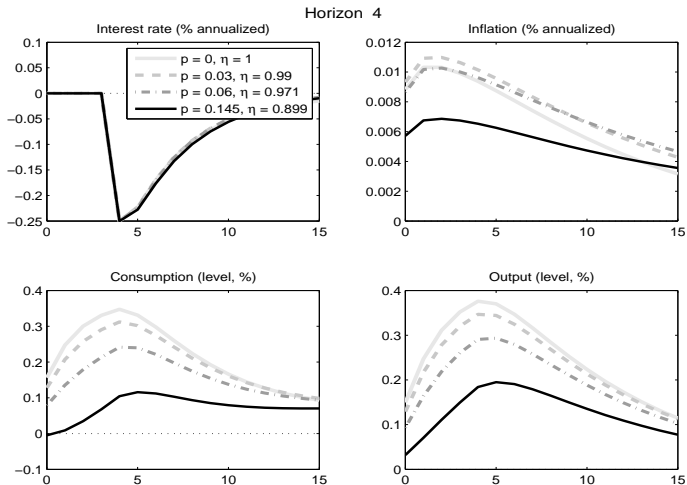 Horizon 4
Interest rate (% annualized)
0.1
0.05
0
−0.05
−0.1
−0.15
−0.2
−0.25
0 5 10 15
p = 0, η = 1
p = 0.03, η = 0.99
p = 0.06, η = 0.971
p = 0.145, η = 0.899
Inflation (% annualized)
0.012
0.01
0.008
0.006
0.004
0.002
0
0 5 10 15
Consumption (level, %)
0.4
0.3
0.2
0.1
0
−0.1
0 5 10 15
Output (level, %)
0.4
0.3
0.2
0.1
0
0 5 10 15